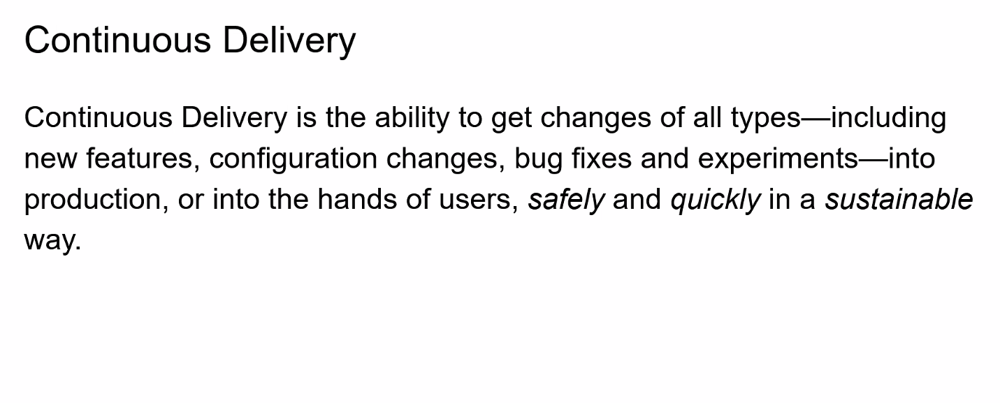 Continuous Delivery
Continuous Delivery is the ability to get changes of all types—including
new features, configuration changes, bug fixes and experiments—into
production, or into the hands of users, safely and quickly in a sustainable
way.